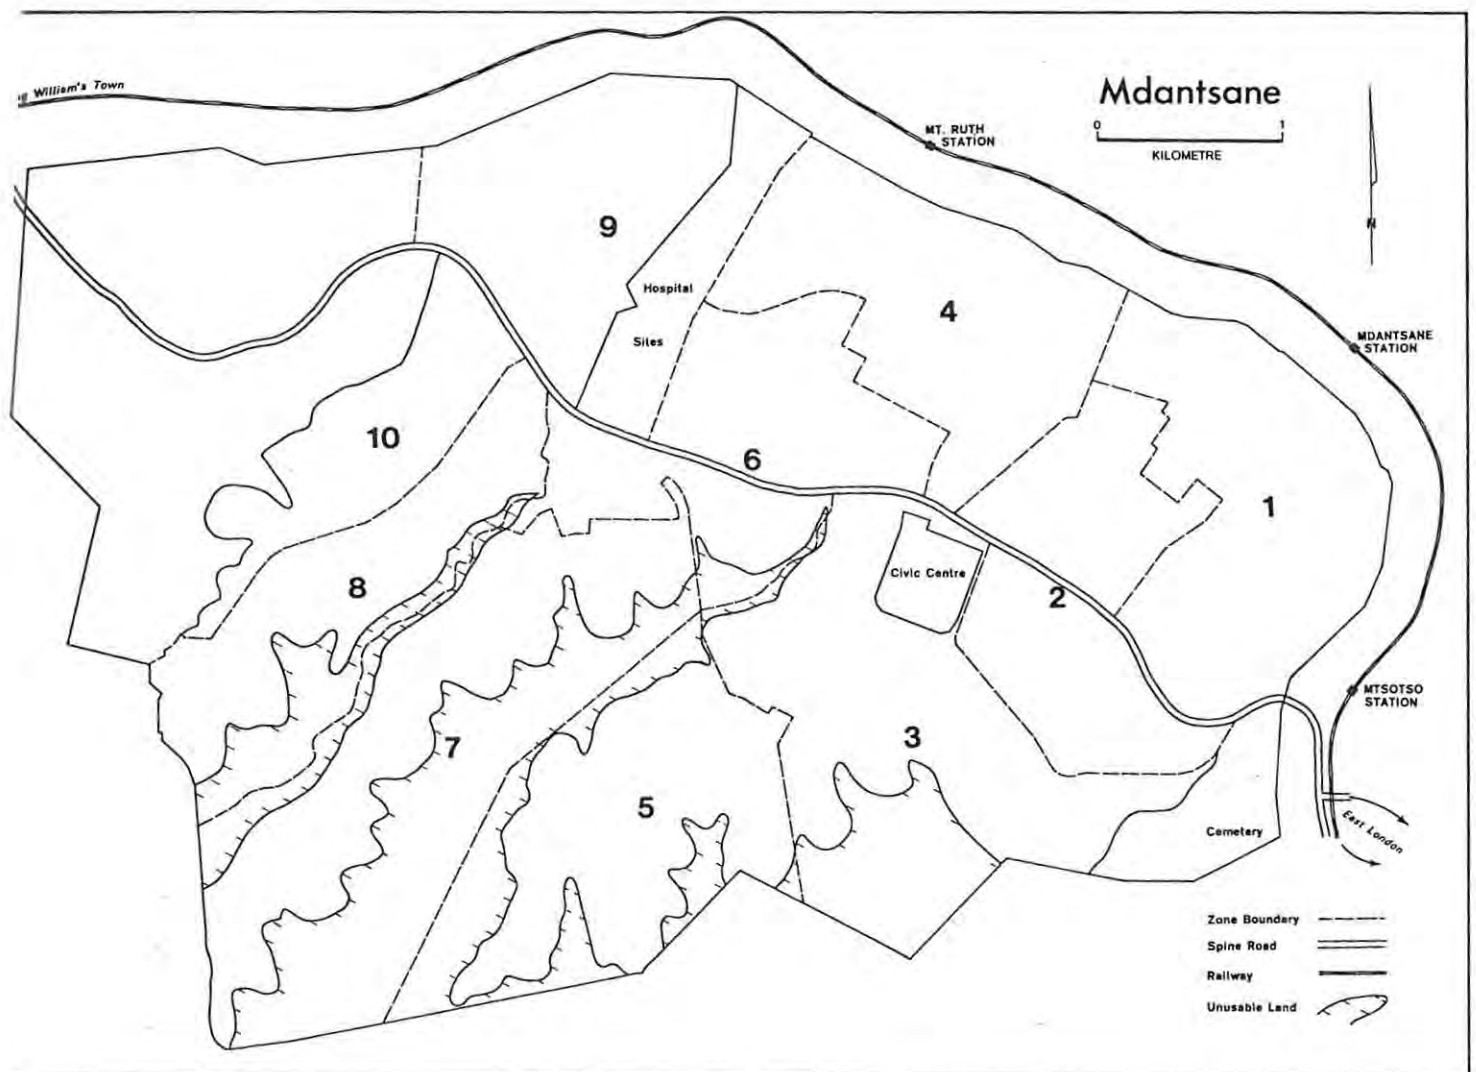 William's Town
Mdantsane
0 1
KILOMETRE
N
MT. RUTH
STATION
MDANTSANE
STATION
MTSOTSO
STATION
9
Hospital
Sites
4
10
6
1
8
Civic Centre
2
7
3
5
Cemetery
East London
Zone Boundary
Spine Road
Railway
Unusable Land